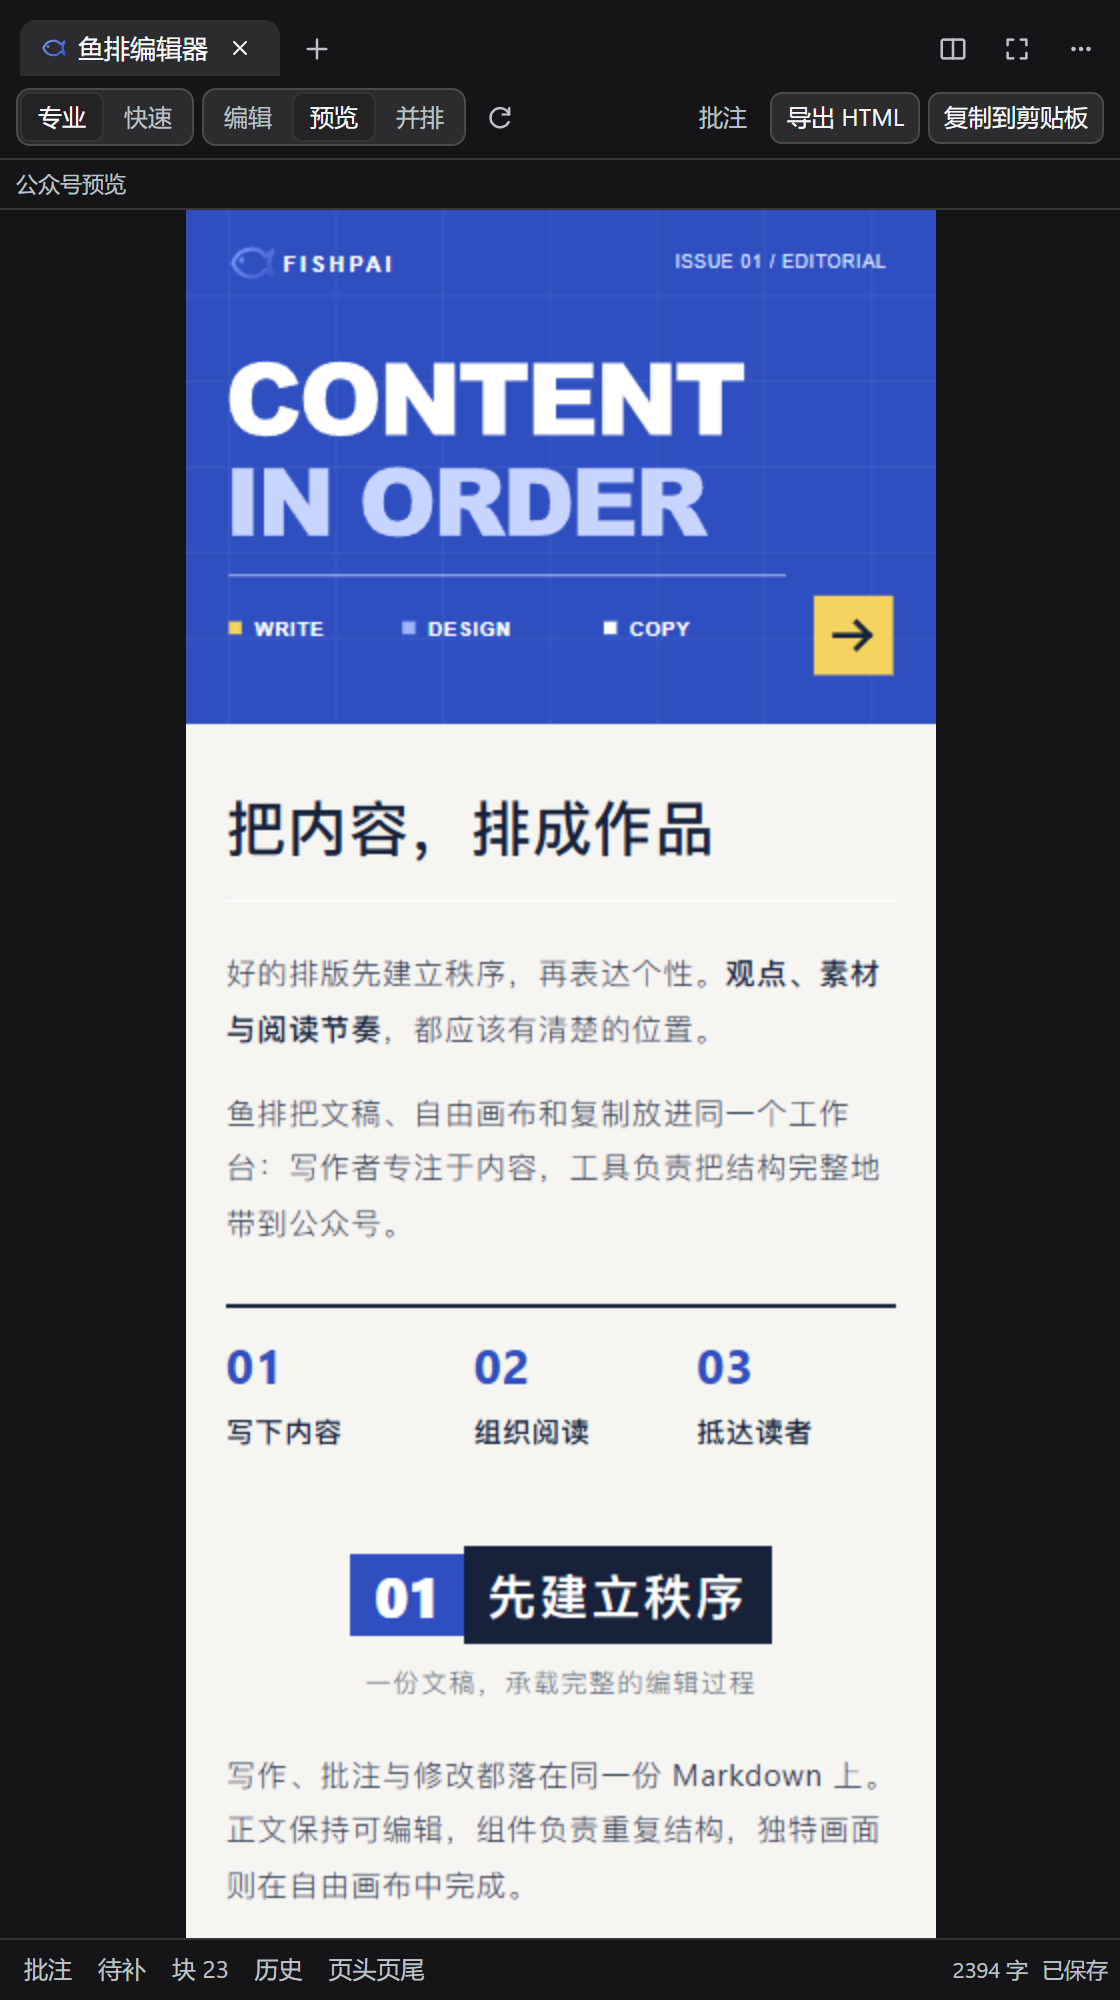 鱼排编辑器
专业 快速 编辑 预览 并排 批注 导出 HTML 复制到剪贴板
公众号预览
FISHPAI ISSUE 01 / EDITORIAL
CONTENT
IN ORDER
WRITE DESIGN COPY
把内容，排成作品
好的排版先建立秩序，再表达个性。观点、素材
与阅读节奏，都应该有清楚的位置。
鱼排把文稿、自由画布和复制放进同一个工作
台：写作者专注于内容，工具负责把结构完整地
带到公众号。
01 02 03
写下内容 组织阅读 抵达读者
01 先建立秩序
一份文稿，承载完整的编辑过程
写作、批注与修改都落在同一份 Markdown 上。
正文保持可编辑，组件负责重复结构，独特画面
则在自由画布中完成。
批注 待补 块 23 历史 页头页尾 2394 字 已保存